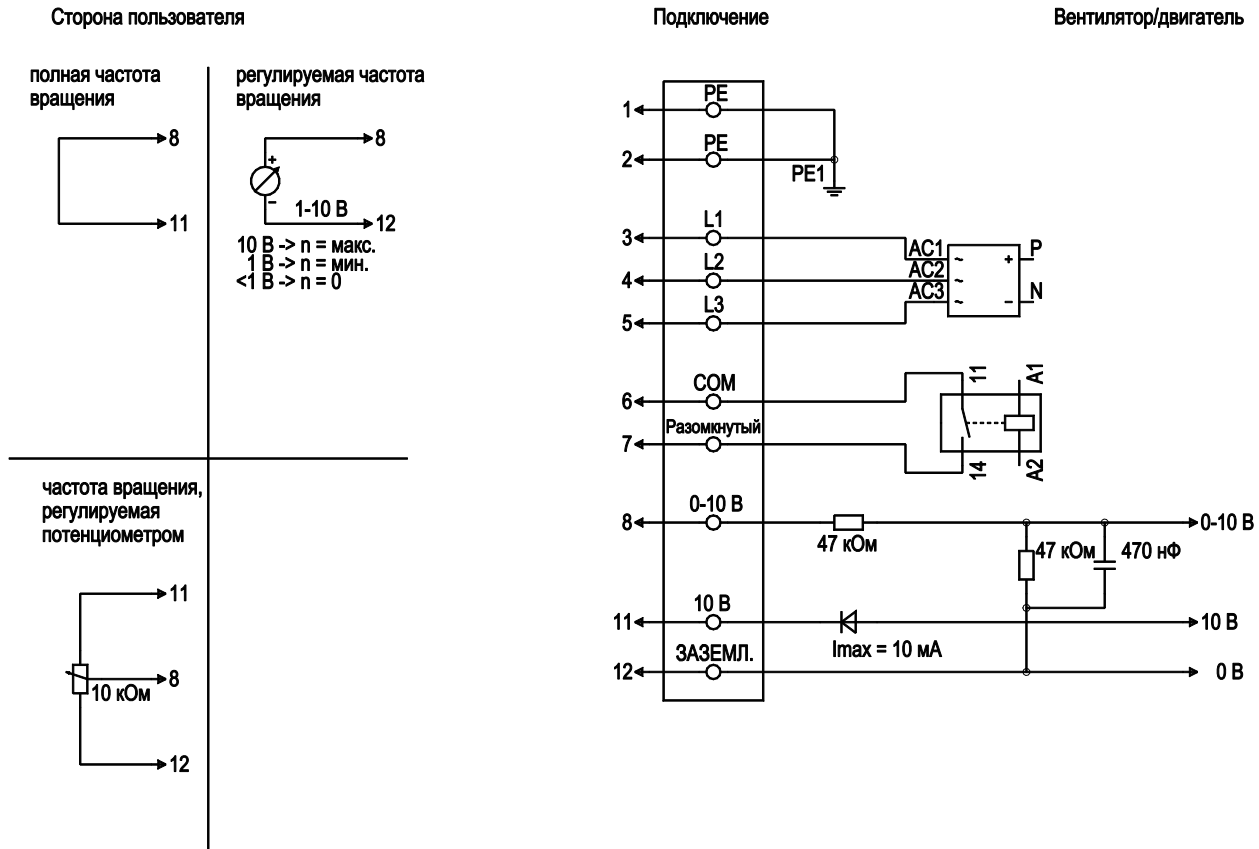 Сторона пользователя
Подключение
Вентилятор/двигатель
полная частота
вращения
8
11
регулируемая частота
вращения
8
+
–
1-10 В
12
10 В -> n = макс.
1 В -> n = мин.
<1 В -> n = 0
частота вращения,
регулируемая
потенциометром
11
8
10 кОм
12
1
PE
2
PE
PE1
3
L1
4
L2
5
L3
AC1
AC2
AC3
~
~
~
+
–
P
N
6
COM
7
Разомкнутый
11
14
A1
A2
8
0-10 В
47 кОм
47 кОм
470 нФ
0-10 В
11
10 В
Imax = 10 мА
10 В
12
ЗАЗЕМЛ.
0 В